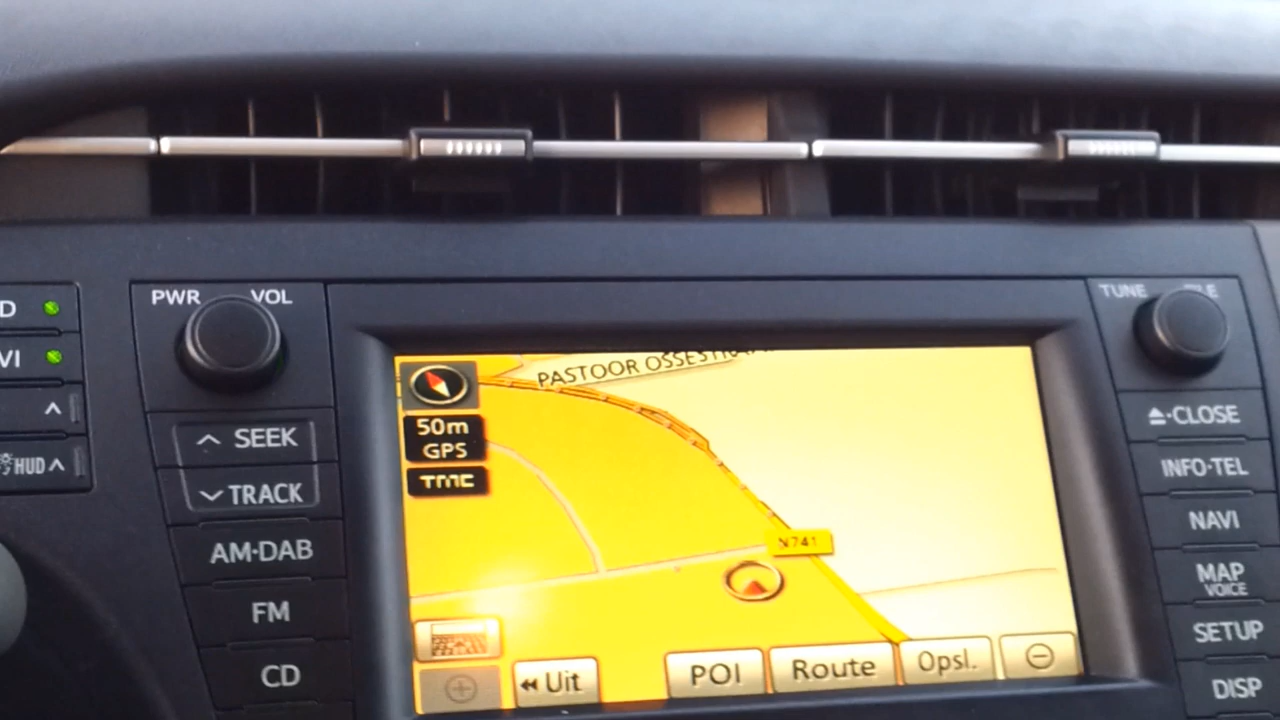 PWR VOL
TUNE
D
VI
HUD
SEEK
TRACK
AM·DAB
FM
CD
PASTOOR
50m
GPS
TMC
N741
Uit
POI
Route
Opsl.
CLOSE
INFO·TEL
NAVI
MAP
VOICE
SETUP
DISP